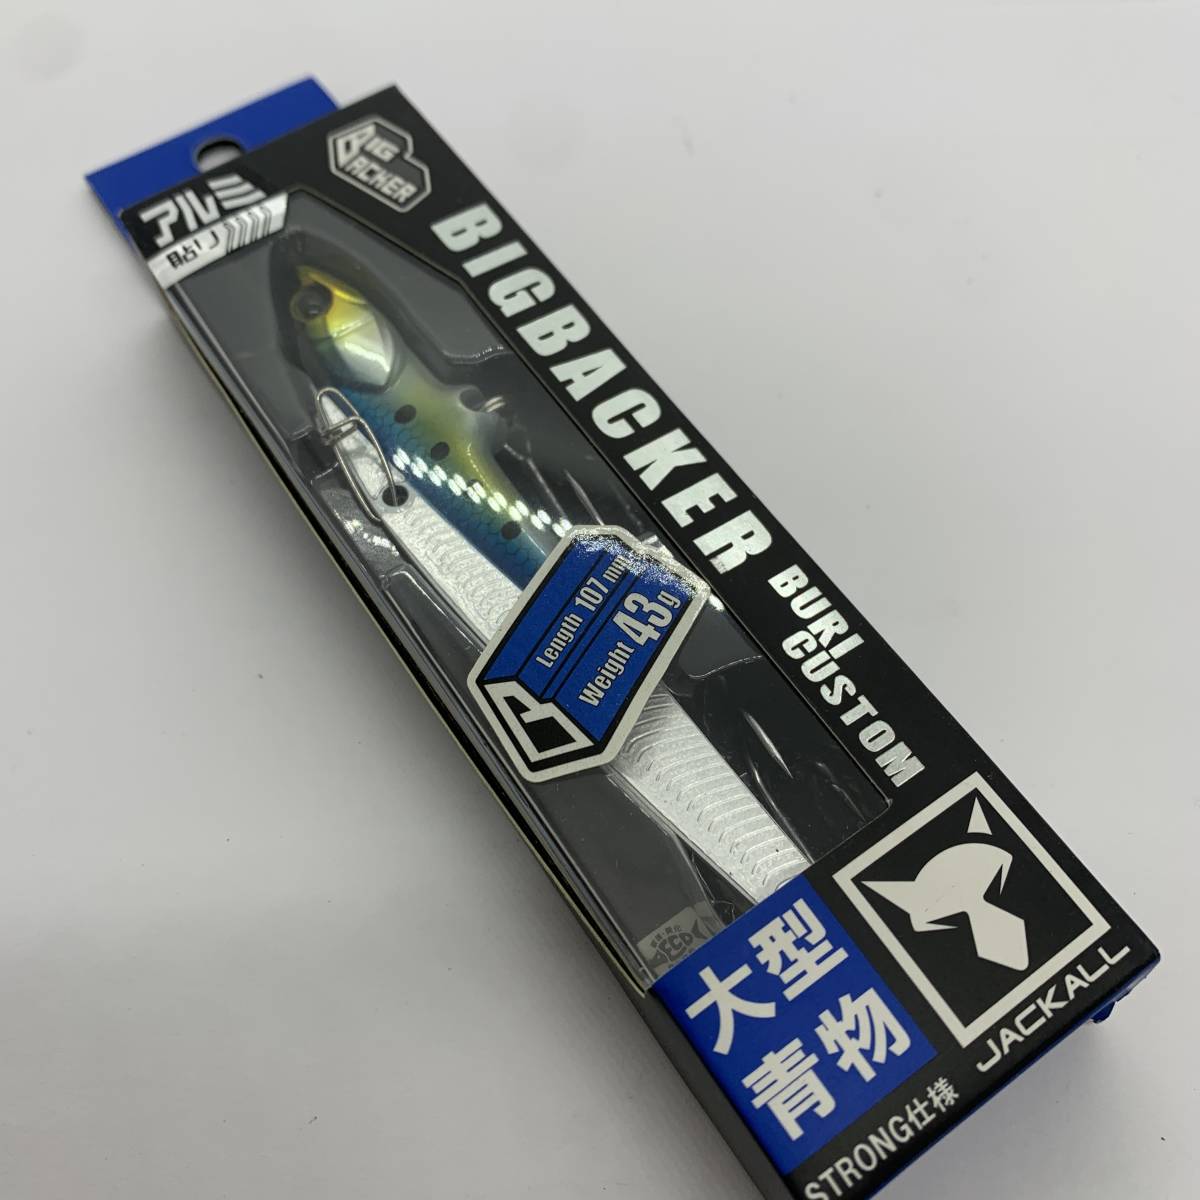 BIG
BACKER
アルミ
貼り
BIGBACKER
BURI
CUSTOM
Length 107 mm
Weight 43g
大型
青物
STRONG仕様
JACKALL